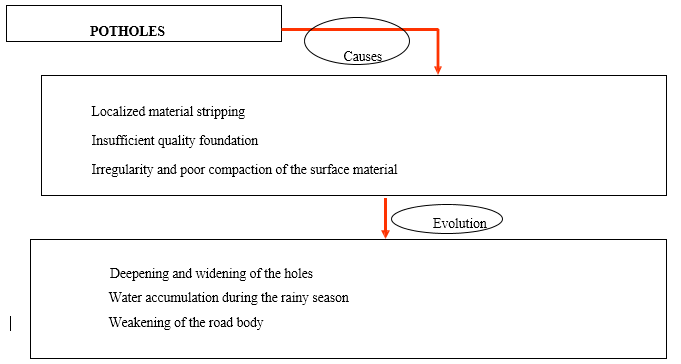 POTHOLES
Causes
Localized material stripping
Insufficient quality foundation
Irregularity and poor compaction of the surface material
Evolution
Deepening and widening of the holes
Water accumulation during the rainy season
Weakening of the road body